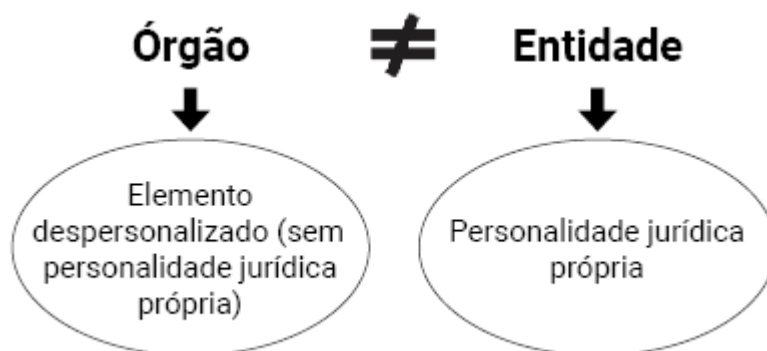 Órgão ≠ Entidade
Elemento
despersonalizado (sem
personalidade jurídica
própria)
Personalidade jurídica
própria